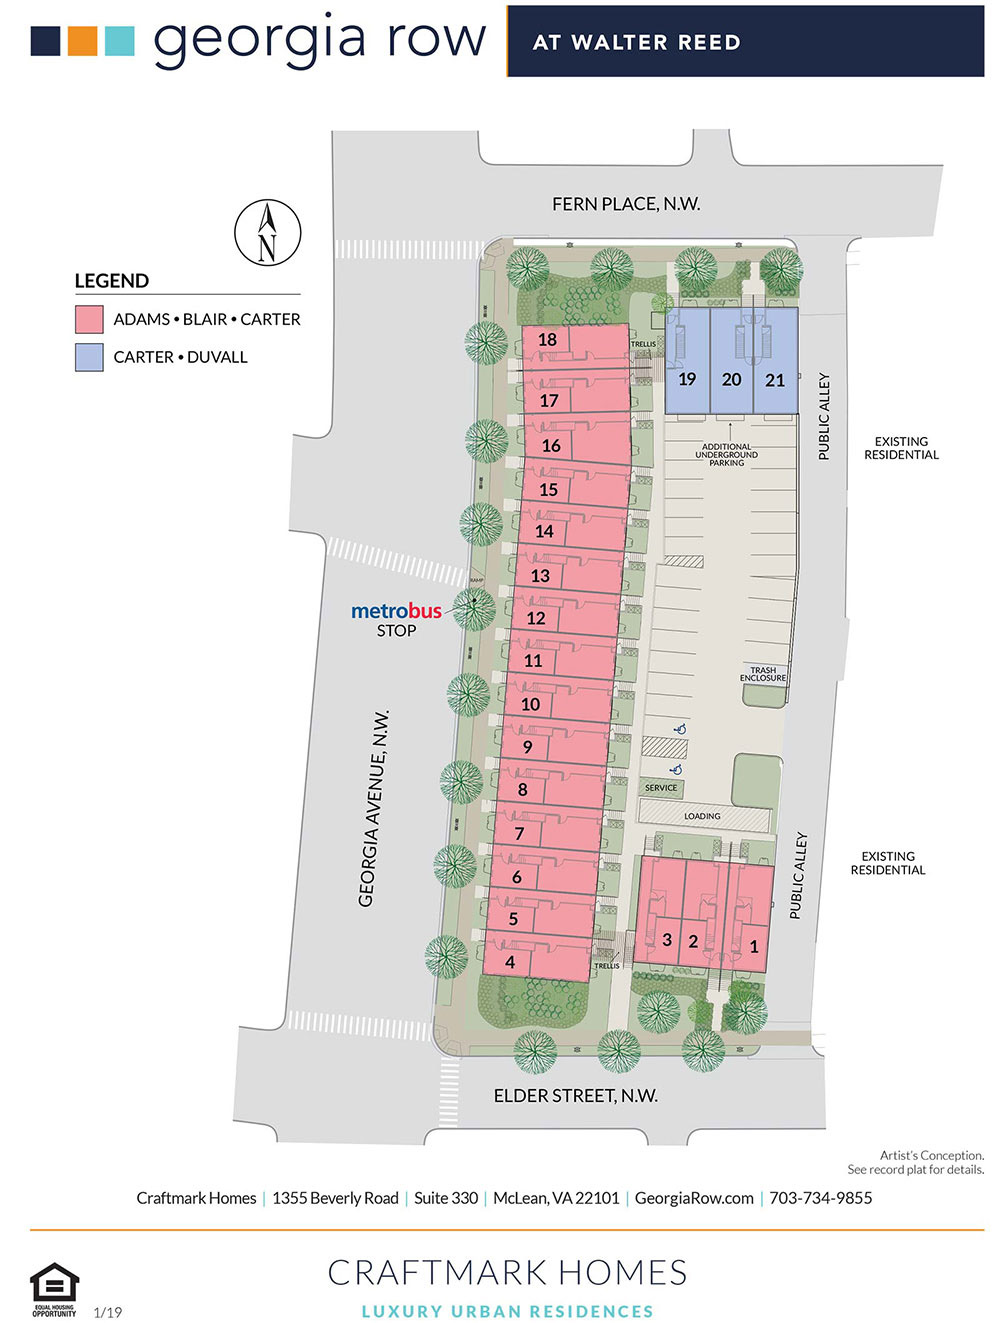 georgia row
AT WALTER REED
FERN PLACE, N.W.
N
LEGEND
ADAMS • BLAIR • CARTER
CARTER • DUVALL
18
TRELLIS
17
16
15
14
13
12
11
10
9
8
7
6
5
4
19
20
21
ADDITIONAL
UNDERGROUND
PARKING
PUBLIC ALLEY
EXISTING
RESIDENTIAL
RAMP
metrobus
STOP
TRASH
ENCLOSURE
GEORGIA AVENUE, N.W.
SERVICE
LOADING
PUBLIC ALLEY
EXISTING
RESIDENTIAL
3
2
1
TRELLIS
ELDER STREET, N.W.
Artist's Conception.
See record plat for details.
Craftmark Homes | 1355 Beverly Road | Suite 330 | McLean, VA 22101 | GeorgiaRow.com | 703-734-9855
CRAFTMARK HOMES
LUXURY URBAN RESIDENCES
EQUAL HOUSING
OPPORTUNITY
1/19